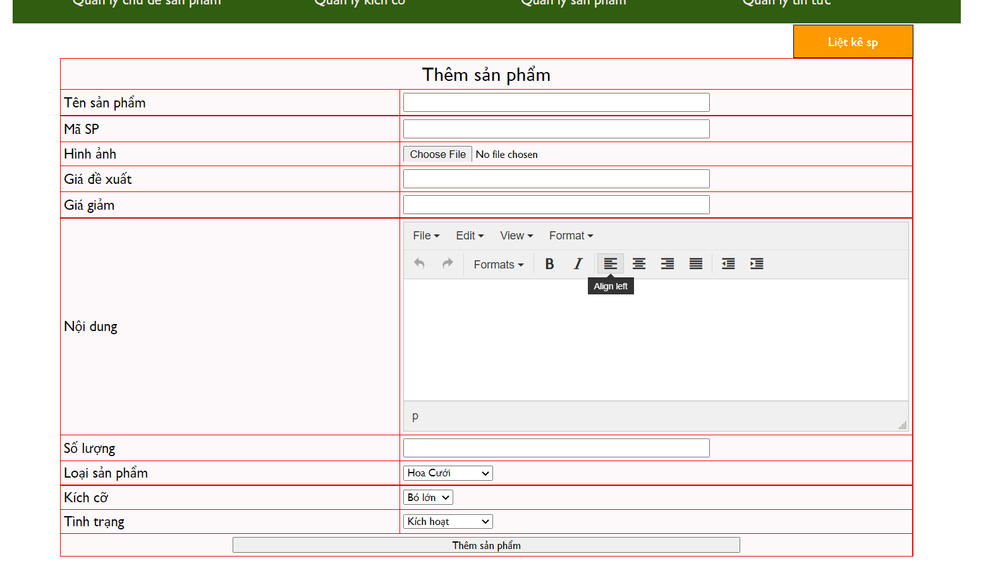 Quản lý chủ đề sản phẩm Quản lý kích cỡ Quản lý sản phẩm Quản lý tin tức
Liệt kê sp
Thêm sản phẩm
Tên sản phẩm
Mã SP
Hình ảnh Choose File No file chosen
Giá đề xuất
Giá giảm
File Edit View Format
Formats B I
Align left
Nội dung
p
Số lượng
Loại sản phẩm Hoa Cưới
Kích cỡ Bó lớn
Tình trạng Kích hoạt
Thêm sản phẩm